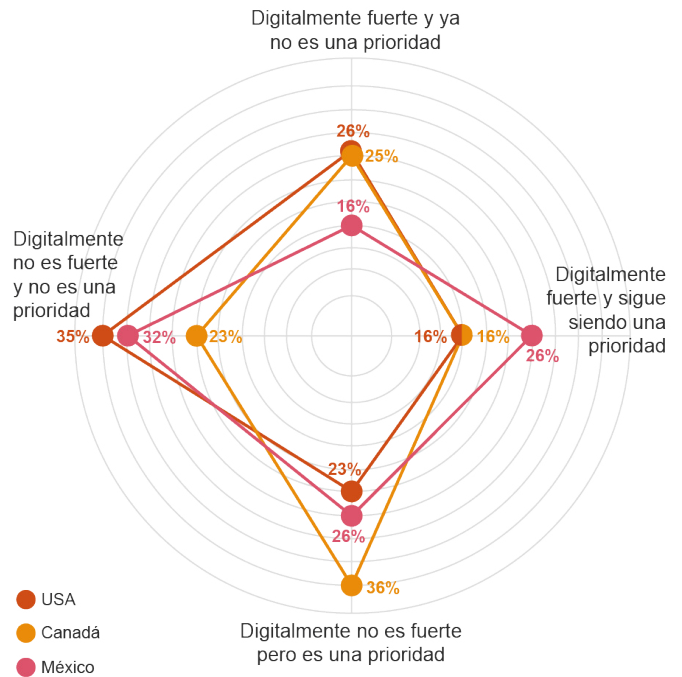 Digitalmente fuerte y ya
no es una prioridad
26%
25%
16%
Digitalmente
no es fuerte
y no es una
prioridad
Digitalmente
fuerte y sigue
siendo una
prioridad
35%
32%
23%
16%
16%
26%
23%
26%
36%
Digitalmente no es fuerte
pero es una prioridad
USA
Canadá
México